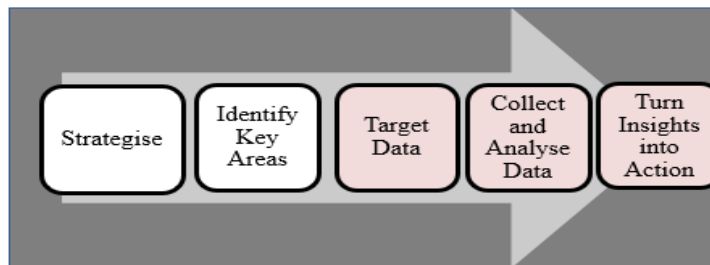 Strategise
Identify
Key
Areas
Target
Data
Collect
and
Analyse
Data
Turn
Insights
into
Action